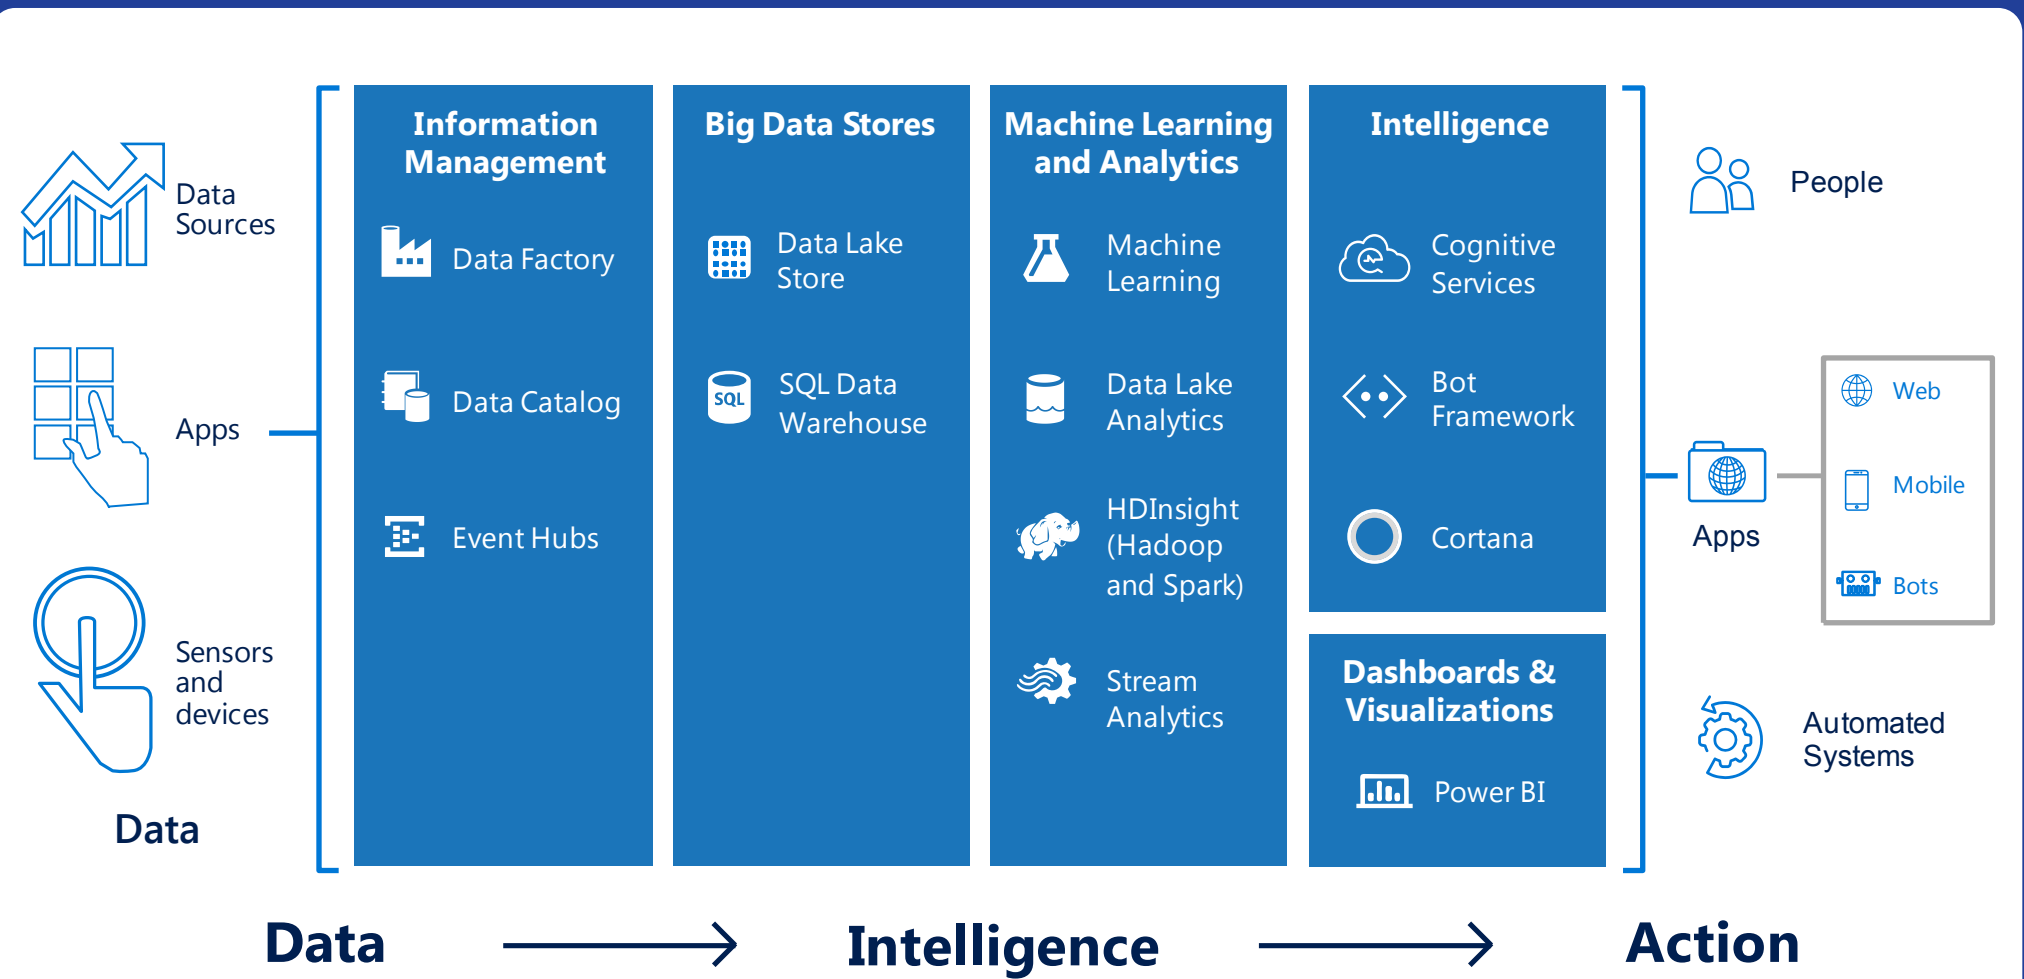 Data
Sources
Apps
Sensors
and
devices
Data
Information
Management
Data Factory
Data Catalog
Event Hubs
Big Data Stores
Data Lake
Store
SQL
SQL Data
Warehouse
Machine Learning
and Analytics
Machine
Learning
Data Lake
Analytics
HDInsight
(Hadoop
and Spark)
Stream
Analytics
Intelligence
Cognitive
Services
Bot
Framework
Cortana
Dashboards &
Visualizations
Power BI
People
Apps
Web
Mobile
Bots
Automated
Systems
Data
Intelligence
Action